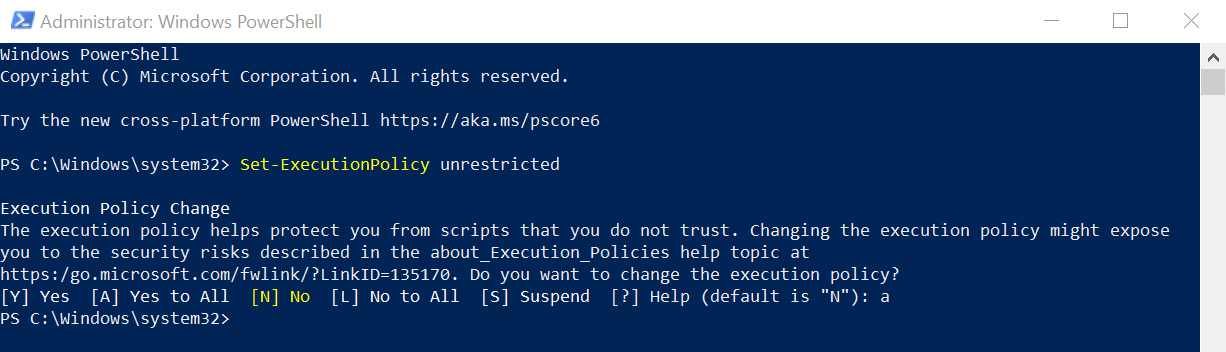 Administrator: Windows PowerShell
Windows PowerShell
Copyright (C) Microsoft Corporation. All rights reserved.
Try the new cross-platform PowerShell https://aka.ms/pscore6
PS C:\Windows\system32> Set-ExecutionPolicy unrestricted
Execution Policy Change
The execution policy helps protect you from scripts that you do not trust. Changing the execution policy might expose
you to the security risks described in the about_Execution_Policies help topic at
https:/go.microsoft.com/fwlink/?LinkID=135170. Do you want to change the execution policy?
[Y] Yes  [A] Yes to All  [N] No  [L] No to All  [S] Suspend  [?] Help (default is "N"): a
PS C:\Windows\system32>